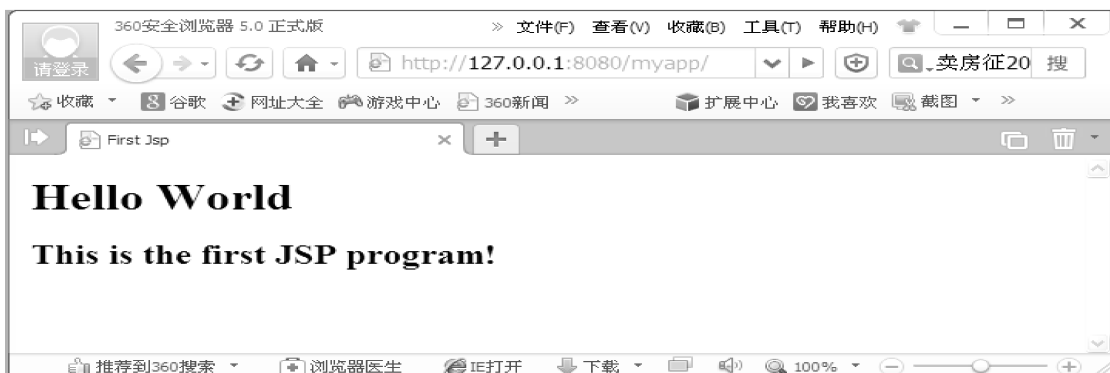 360安全浏览器 5.0 正式版 » 文件(F) 查看(V) 收藏(B) 工具(T) 帮助(H)
请登录 http://127.0.0.1:8080/myapp/ 卖房征20 搜
收藏 谷歌 网址大全 游戏中心 360新闻 » 扩展中心 我喜欢 截图 »
First Jsp
Hello World
This is the first JSP program!
推荐到360搜索 浏览器医生 IE打开 下载 100%